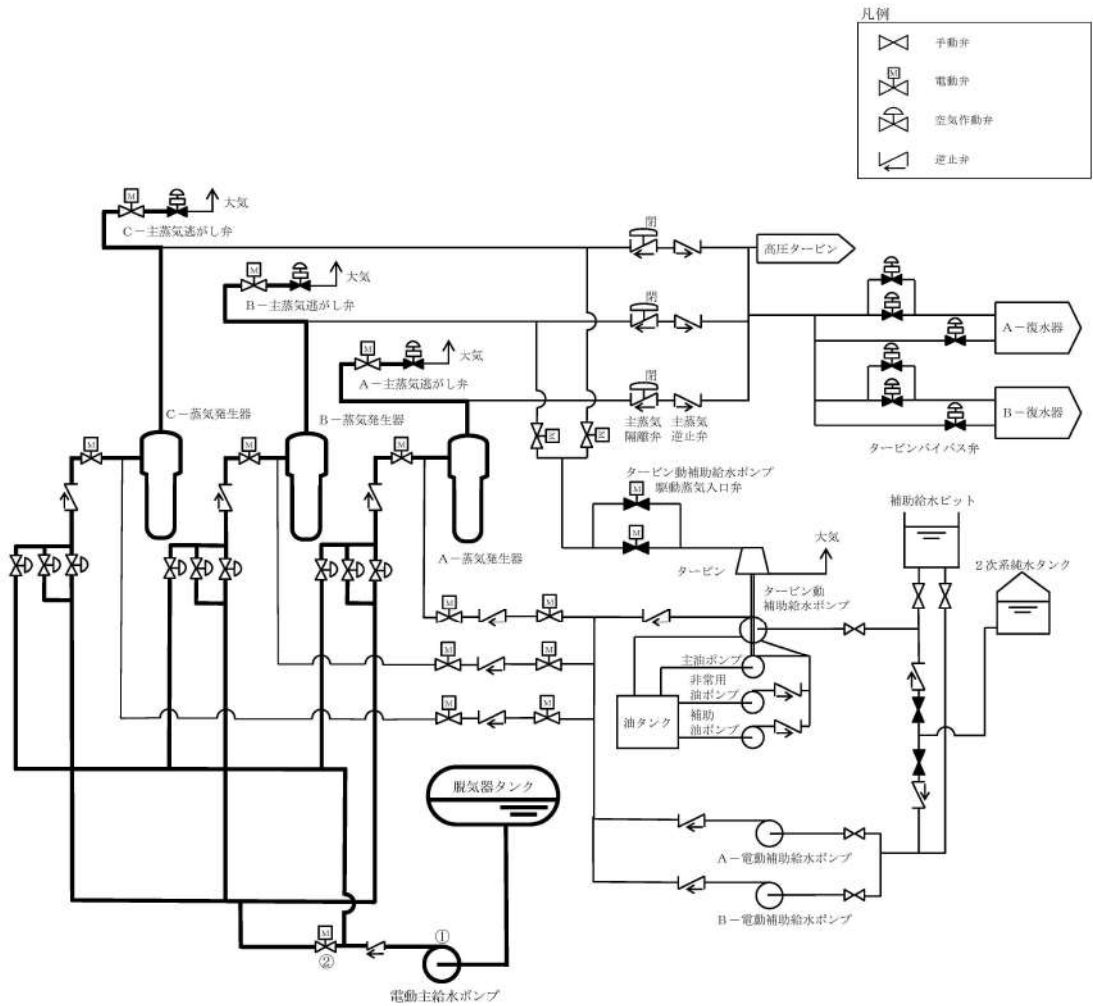 凡例
M
手動弁
電動弁
空気作動弁
逆止弁
M
大気
C－主蒸気逃がし弁
閉
高圧タービン
M
大気
B－主蒸気逃がし弁
閉
A－復水器
M
大気
A－主蒸気逃がし弁
閉
主蒸気
隔離弁
主蒸気
逆止弁
B－復水器
タービンバイパス弁
C－蒸気発生器
B－蒸気発生器
M
M
M
M
M
タービン動補助給水ポンプ
駆動蒸気入口弁
M
M
補助給水ピット
A－蒸気発生器
タービン
大気
2次系純水タンク
タービン動
補助給水ポンプ
M
M
M
M
M
M
主油ポンプ
非常用
油ポンプ
補助
油ポンプ
油タンク
脱気器タンク
A－電動補助給水ポンプ
B－電動補助給水ポンプ
M
②
①
電動主給水ポンプ